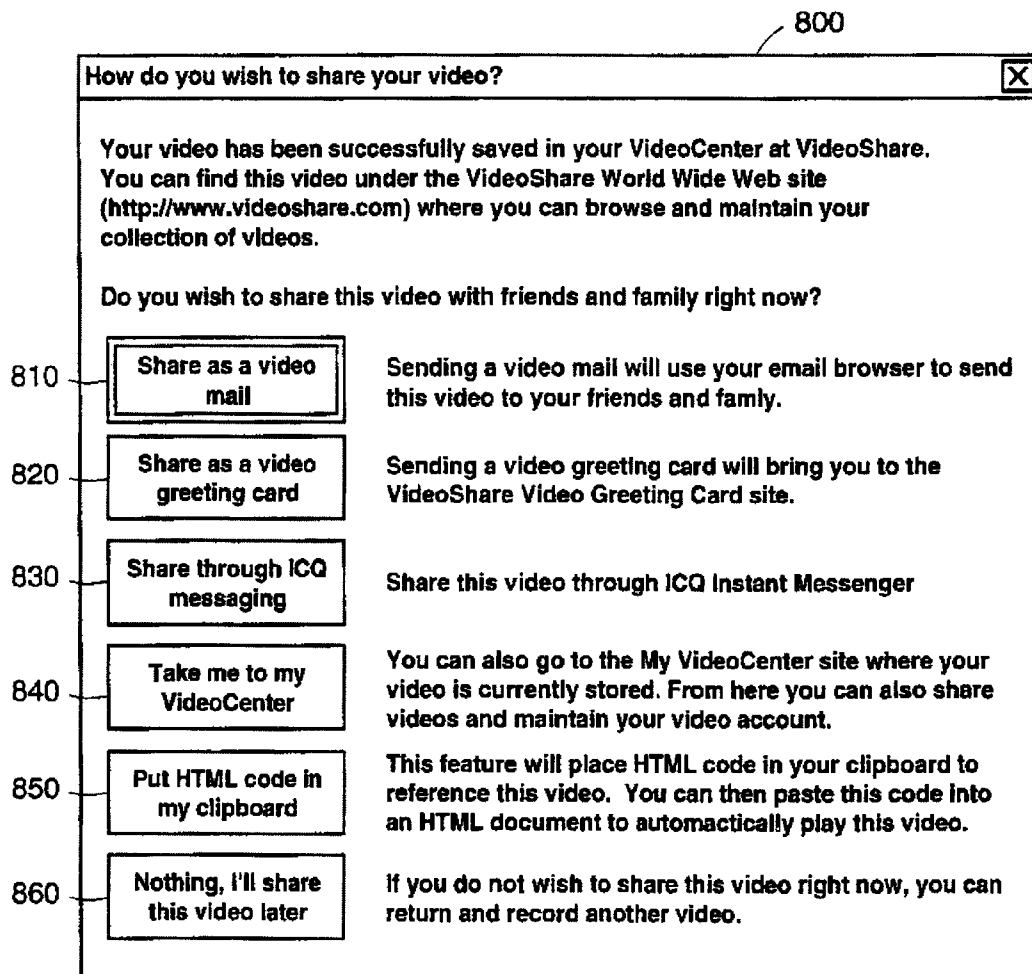 800
How do you wish to share your video?
Your video has been successfully saved in your VideoCenter at VideoShare.
You can find this video under the VideoShare World Wide Web site
(http://www.videoshare.com) where you can browse and maintain your
collection of videos.
Do you wish to share this video with friends and family right now?
810
Share as a video
mail
Sending a video mail will use your email browser to send
this video to your friends and famly.
820
Share as a video
greeting card
Sending a video greeting card will bring you to the
VideoShare Video Greeting Card site.
830
Share through ICQ
messaging
Share this video through ICQ Instant Messenger
840
Take me to my
VideoCenter
You can also go to the My VideoCenter site where your
video is currently stored. From here you can also share
videos and maintain your video account.
850
Put HTML code in
my clipboard
This feature will place HTML code in your clipboard to
reference this video. You can then paste this code into
an HTML document to automactically play this video.
860
Nothing, I'll share
this video later
If you do not wish to share this video right now, you can
return and record another video.